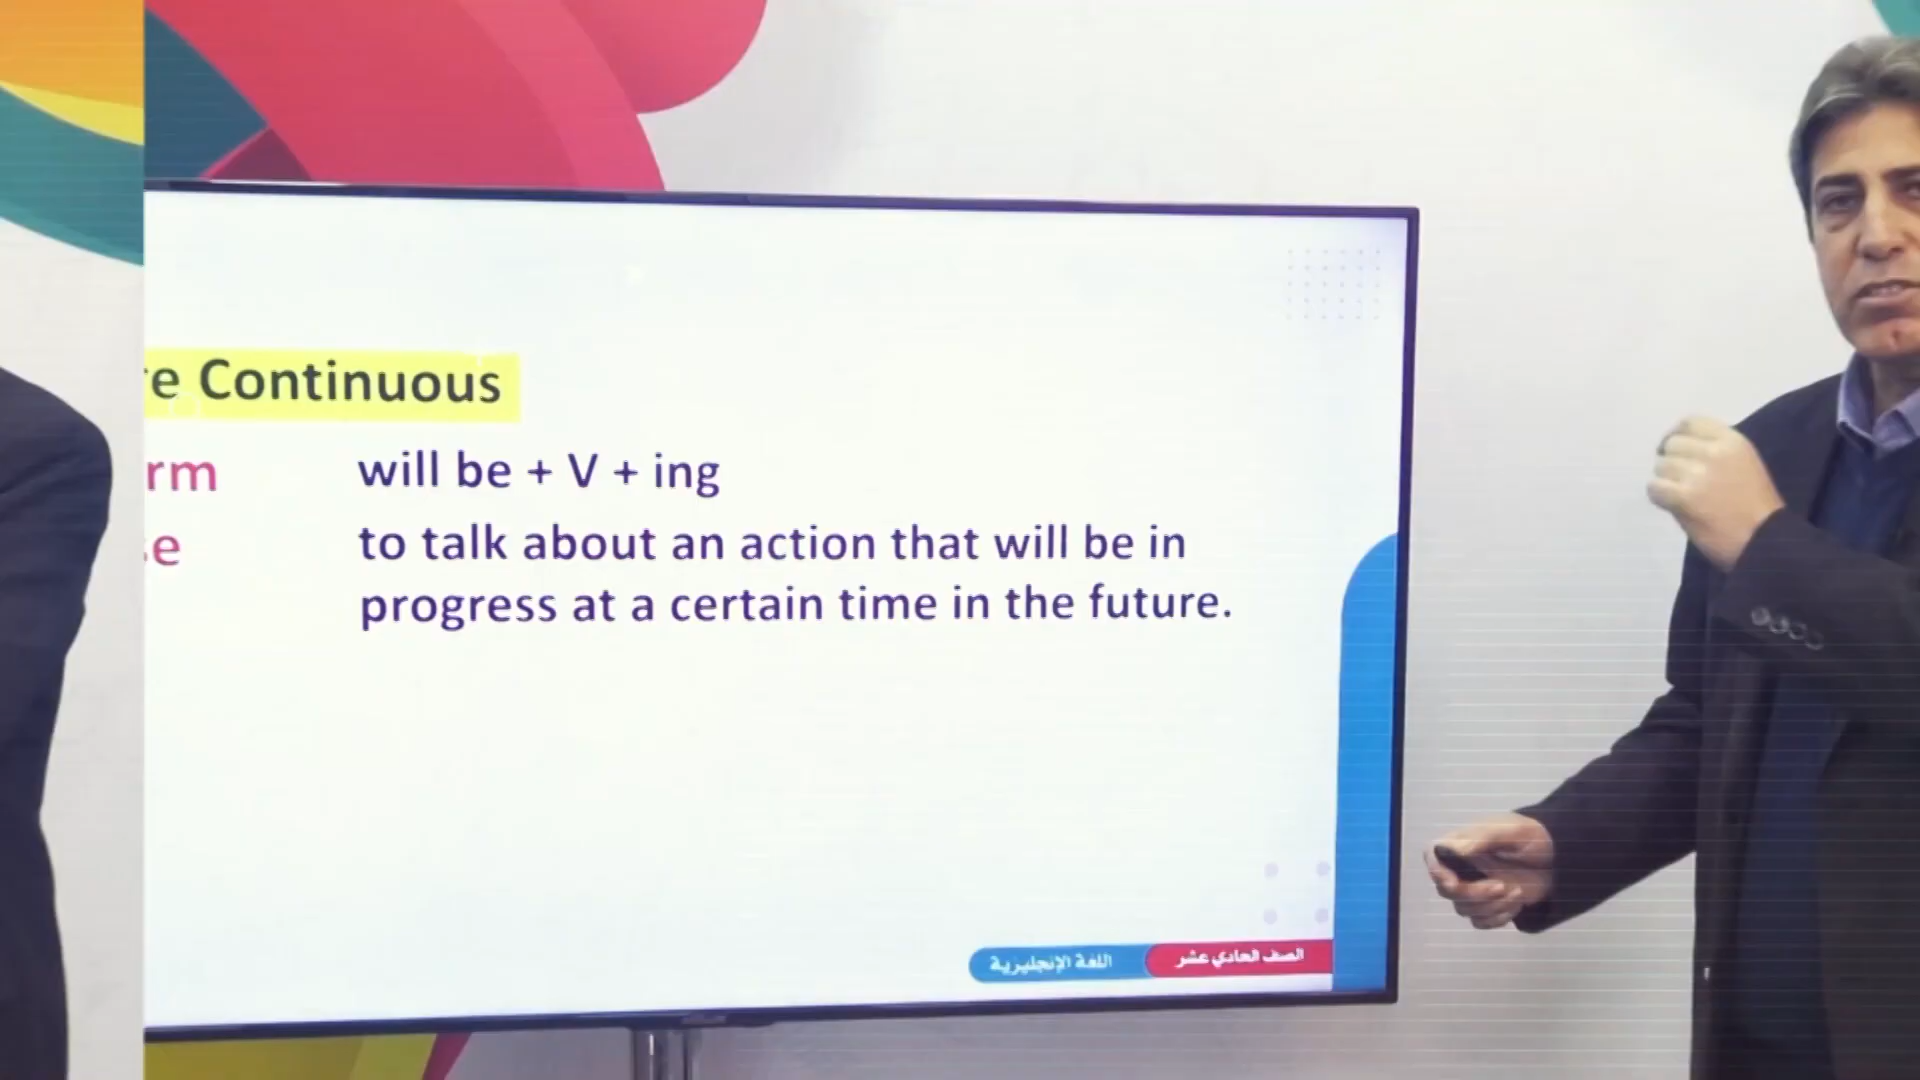 re Continuous
rm will be + V + ing
se to talk about an action that will be in
progress at a certain time in the future.
الصف الحادي عشر اللغة الإنجليزية